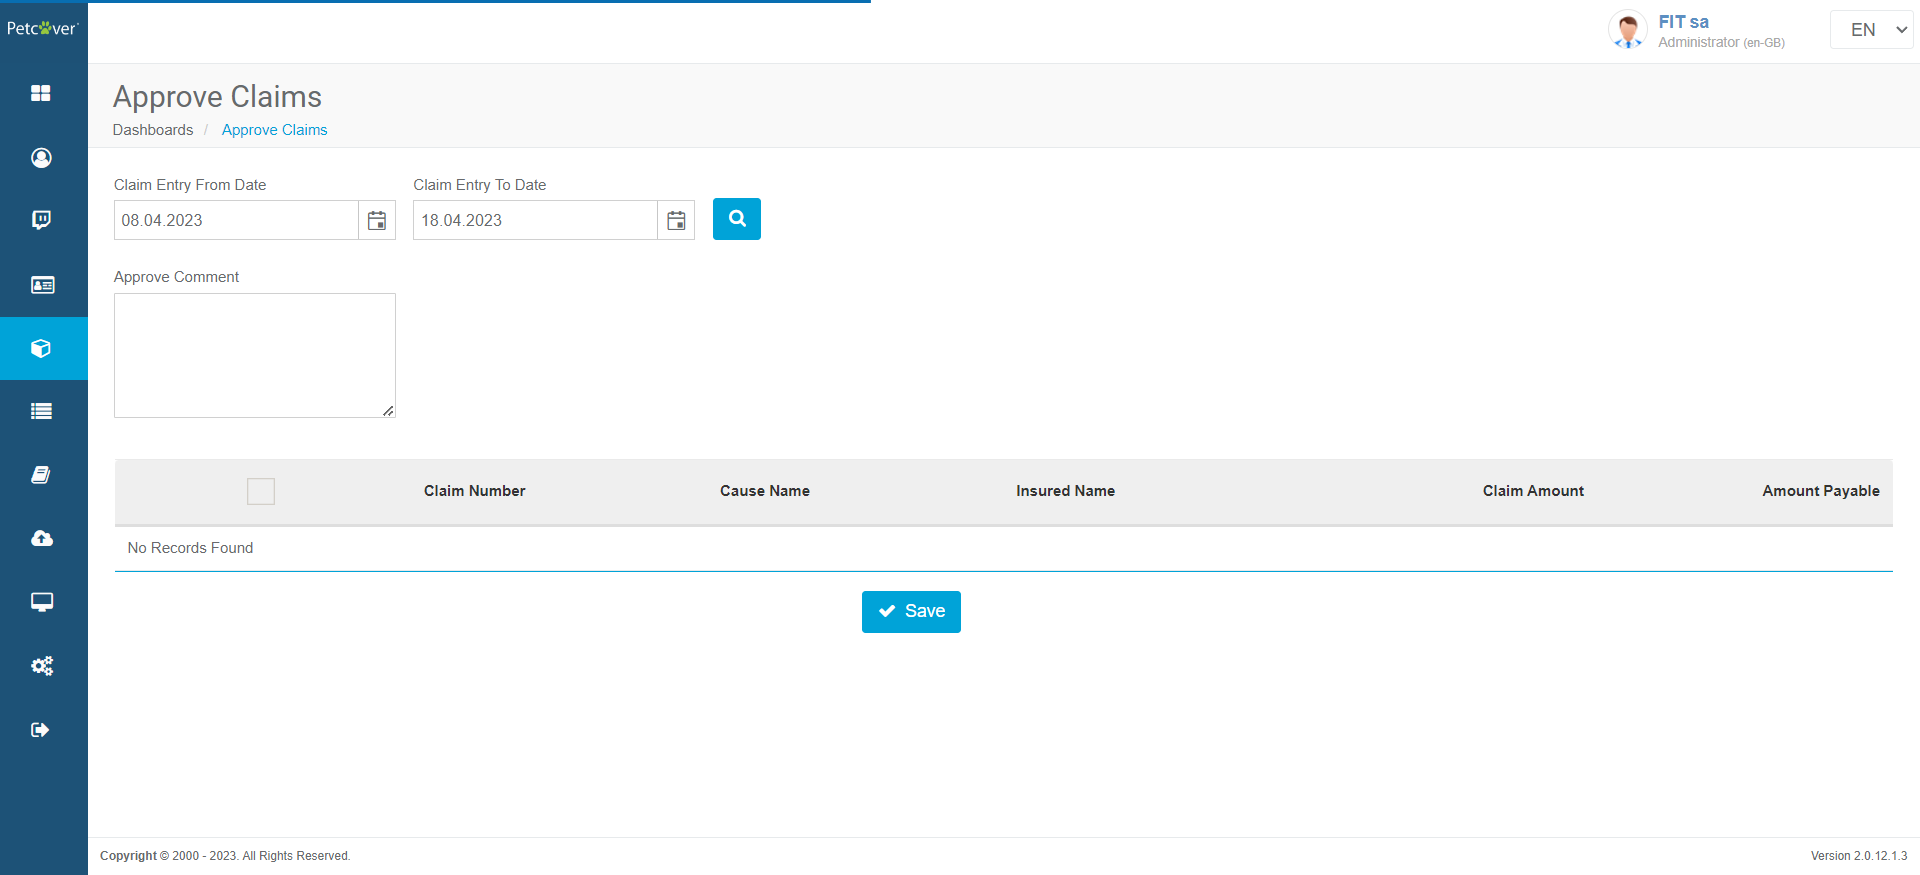 Petcover
FIT sa
Administrator (en-GB)
EN
Approve Claims
Dashboards / Approve Claims
Claim Entry From Date
Claim Entry To Date
08.04.2023
18.04.2023
Approve Comment
Claim Number Cause Name Insured Name Claim Amount Amount Payable
No Records Found
Save
Copyright © 2000 - 2023. All Rights Reserved.
Version 2.0.12.1.3